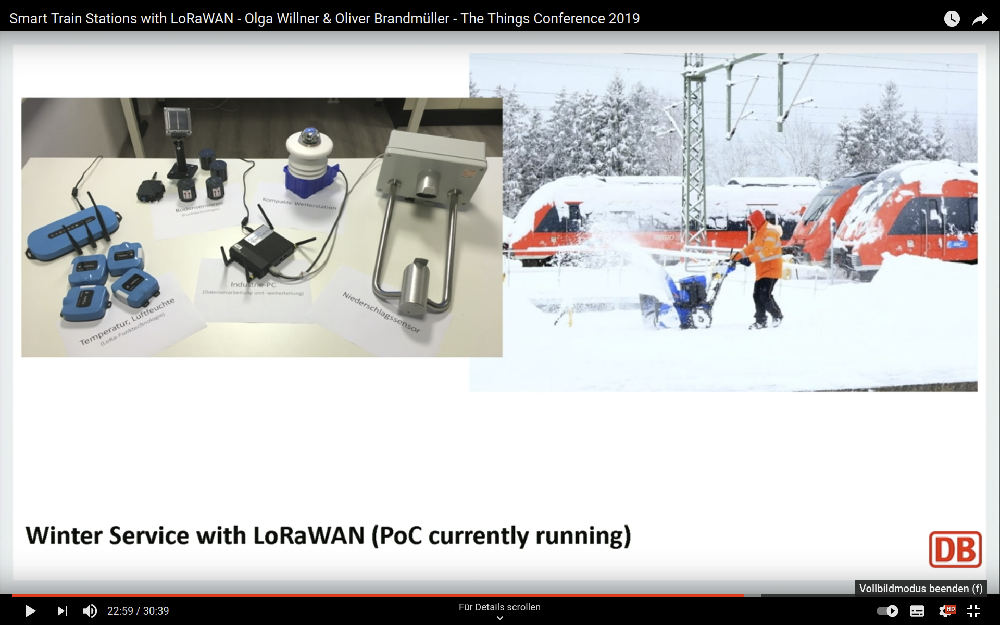 Smart Train Stations with LoRaWAN - Olga Willner & Oliver Brandmüller - The Things Conference 2019
Bodensensoren
(Funktechnologie)
Kompakte Wetterstation
Industrie-PC
(Datenverarbeitung und -weiterleitung)
Temperatur, Luftfeuchte
(LoRa-Funktechnologie)
Niederschlagssensor
REGIO
Winter Service with LoRaWAN (PoC currently running)
DB
Vollbildmodus beenden (f)
22:59 / 30:39
Für Details scrollen
HD